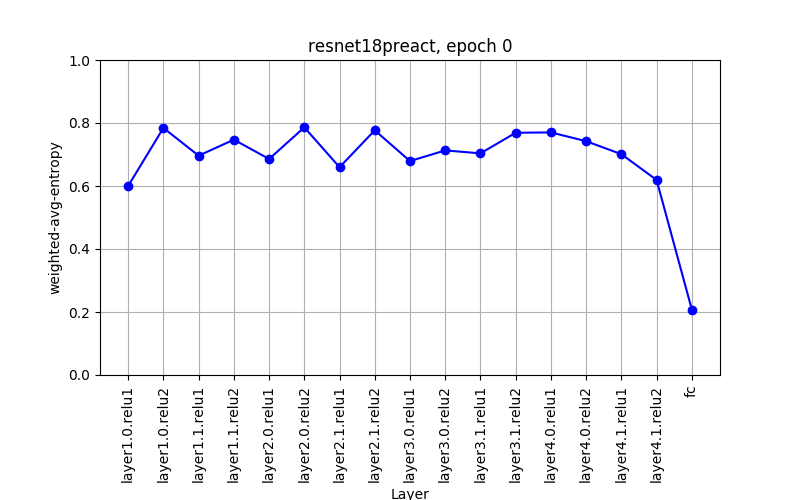 resnet18preact, epoch 0
weighted-avg-entropy
1.0
0.8
0.6
0.4
0.2
0.0
layer1.0.relu1
layer1.0.relu2
layer1.1.relu1
layer1.1.relu2
layer2.0.relu1
layer2.0.relu2
layer2.1.relu1
layer2.1.relu2
layer3.0.relu1
layer3.0.relu2
layer3.1.relu1
layer3.1.relu2
layer4.0.relu1
layer4.0.relu2
layer4.1.relu1
layer4.1.relu2
fc
Layer